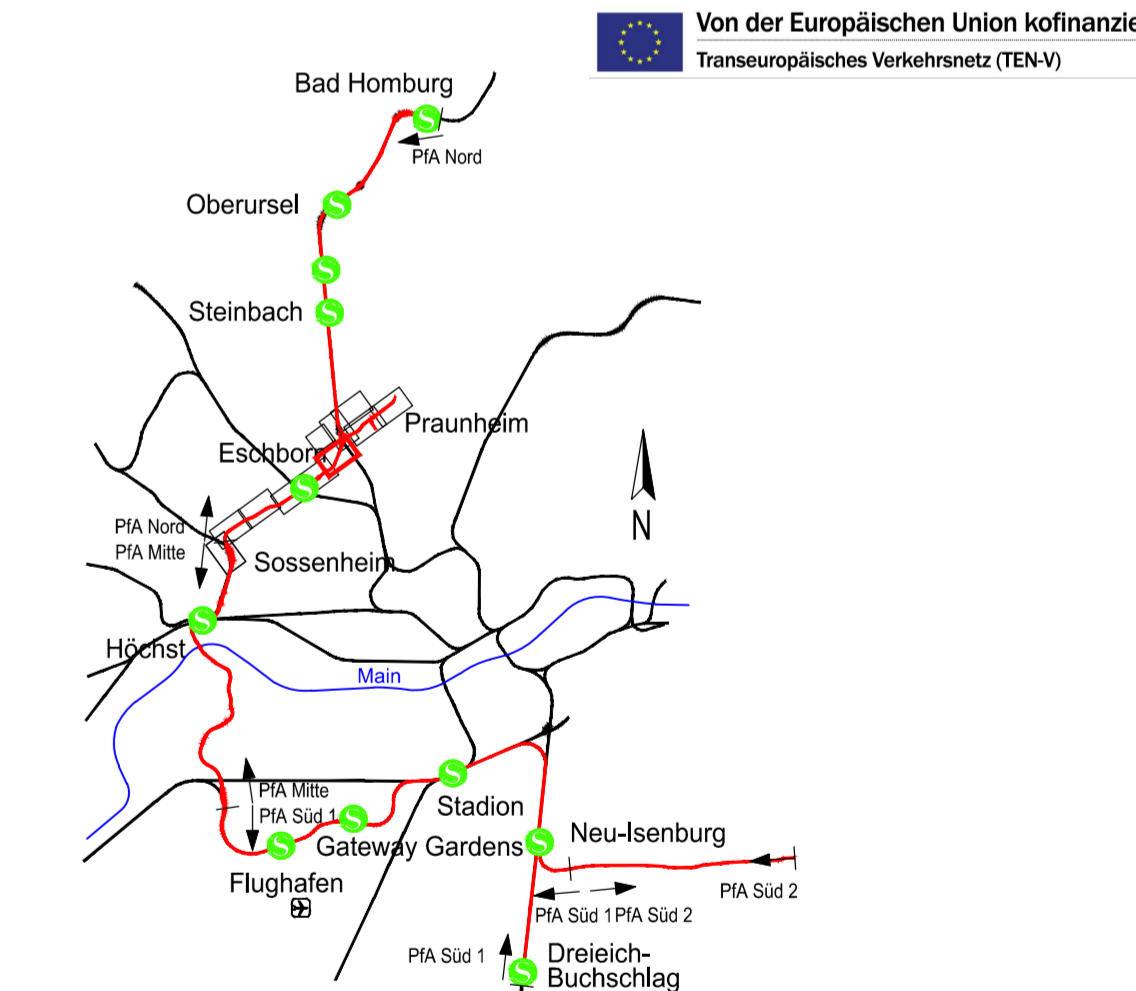 Von der Europäischen Union kofinanzie
Transeuropäisches Verkehrsnetz (TEN-V)
Bad Homburg
S
PfA Nord
Oberursel
S
S
Steinbach
S
Praunheim
Eschborn
S
N
PfA Nord
PfA Mitte
Sossenheim
S
Höchst
Main
PfA Mitte
PfA Süd 1
S
Stadion
S
Gateway Gardens
S
Neu-Isenburg
S
Flughafen
PfA Süd 2
PfA Süd 1
PfA Süd 2
PfA Süd 1
S
Dreieich-
Buchschlag